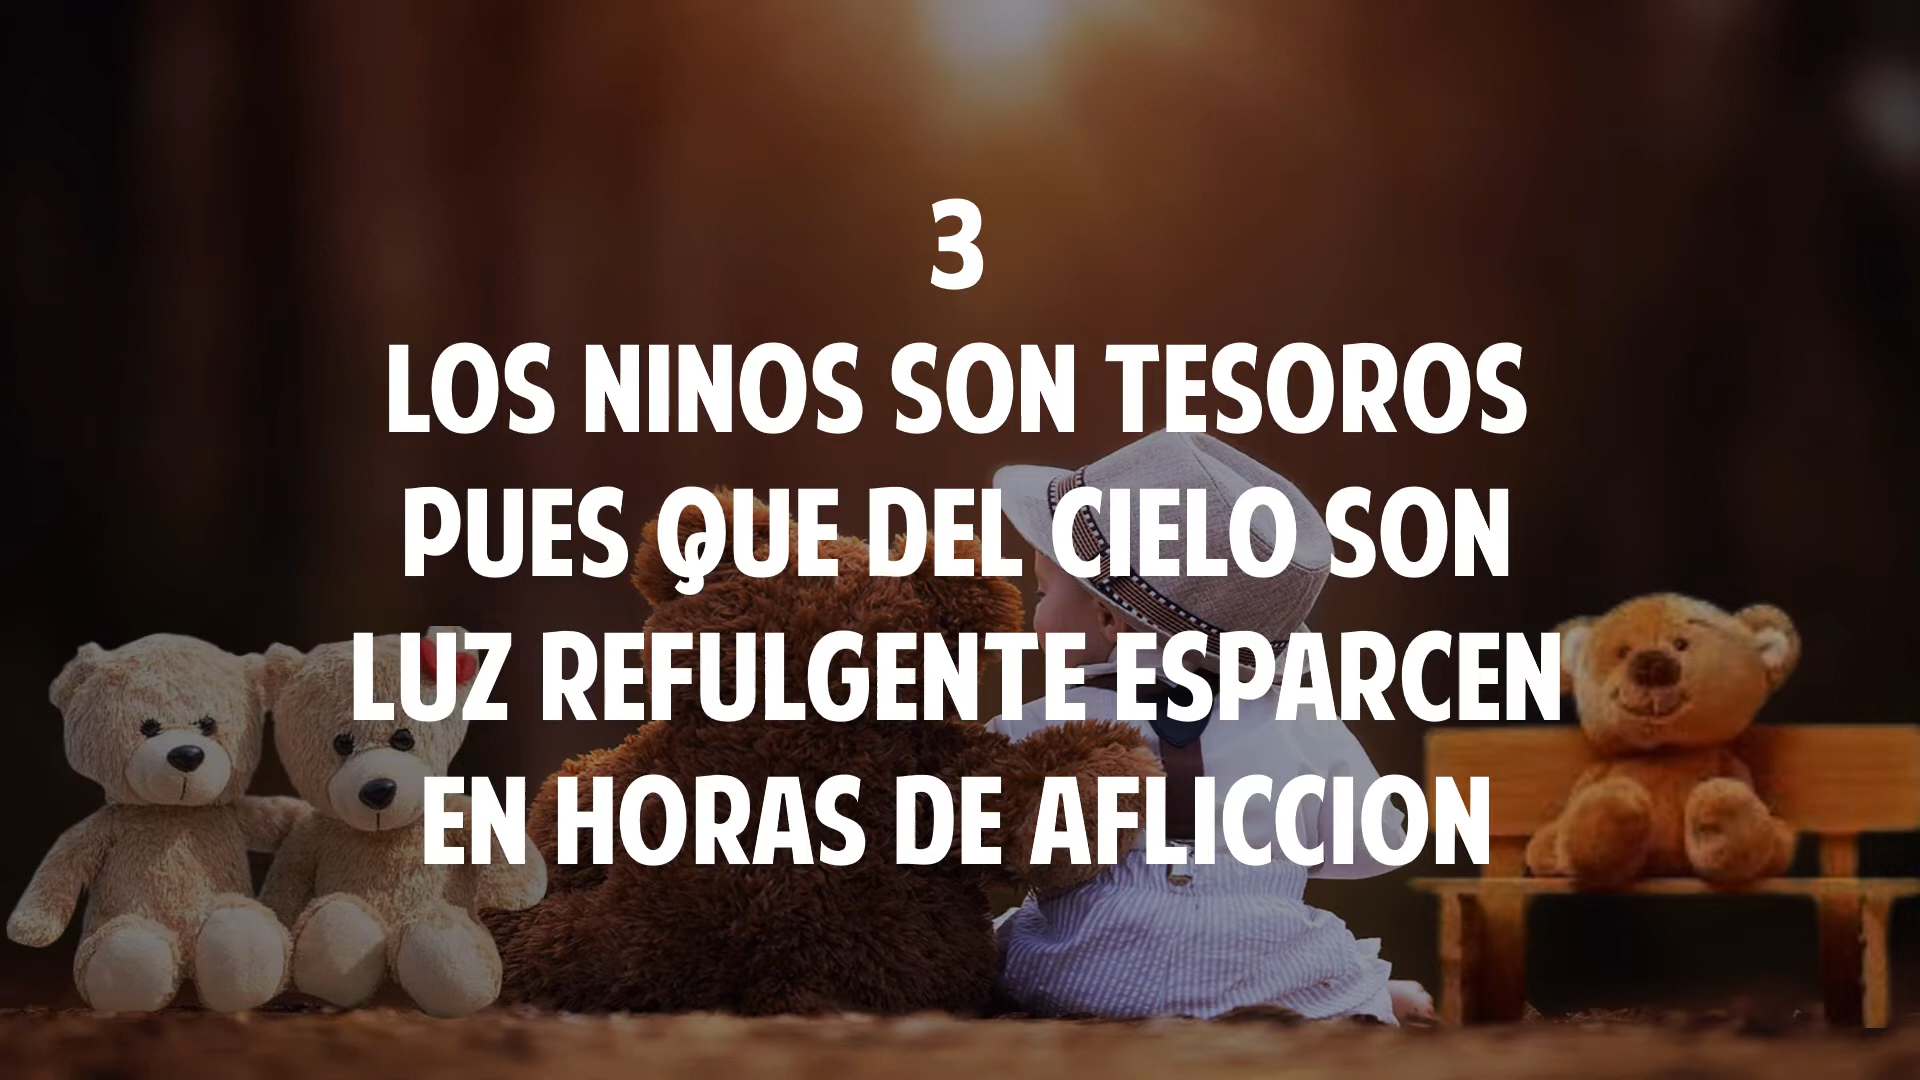 3
LOS NINOS SON TESOROS
PUES QUE DEL CIELO SON
LUZ REFULGENTE ESPARCEN
EN HORAS DE AFLICCION